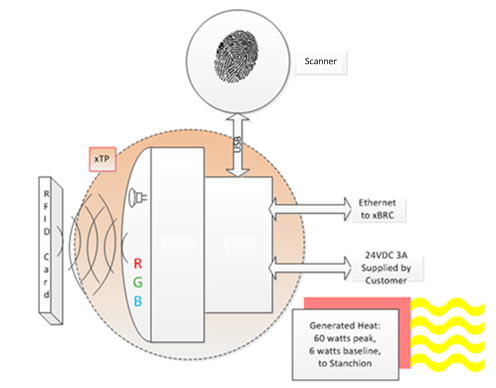 Scanner
USB
xTP
RFID Card
RGB
Ethernet
to xBRC
24VDC 3A
Supplied by
Customer
Generated Heat:
60 watts peak,
6 watts baseline,
to Stanchion